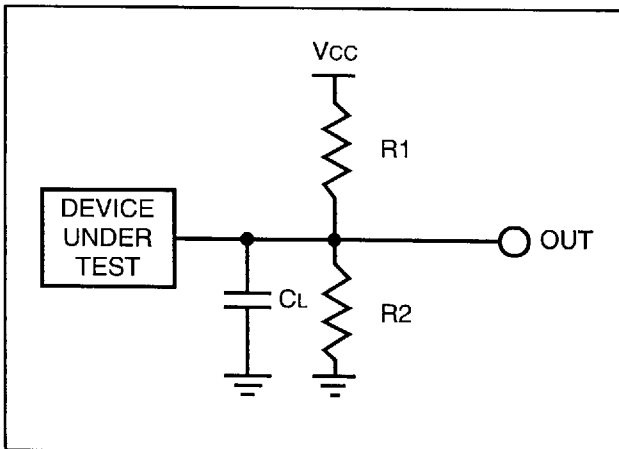 VCC
R1
DEVICE
UNDER
TEST
OUT
CL
R2